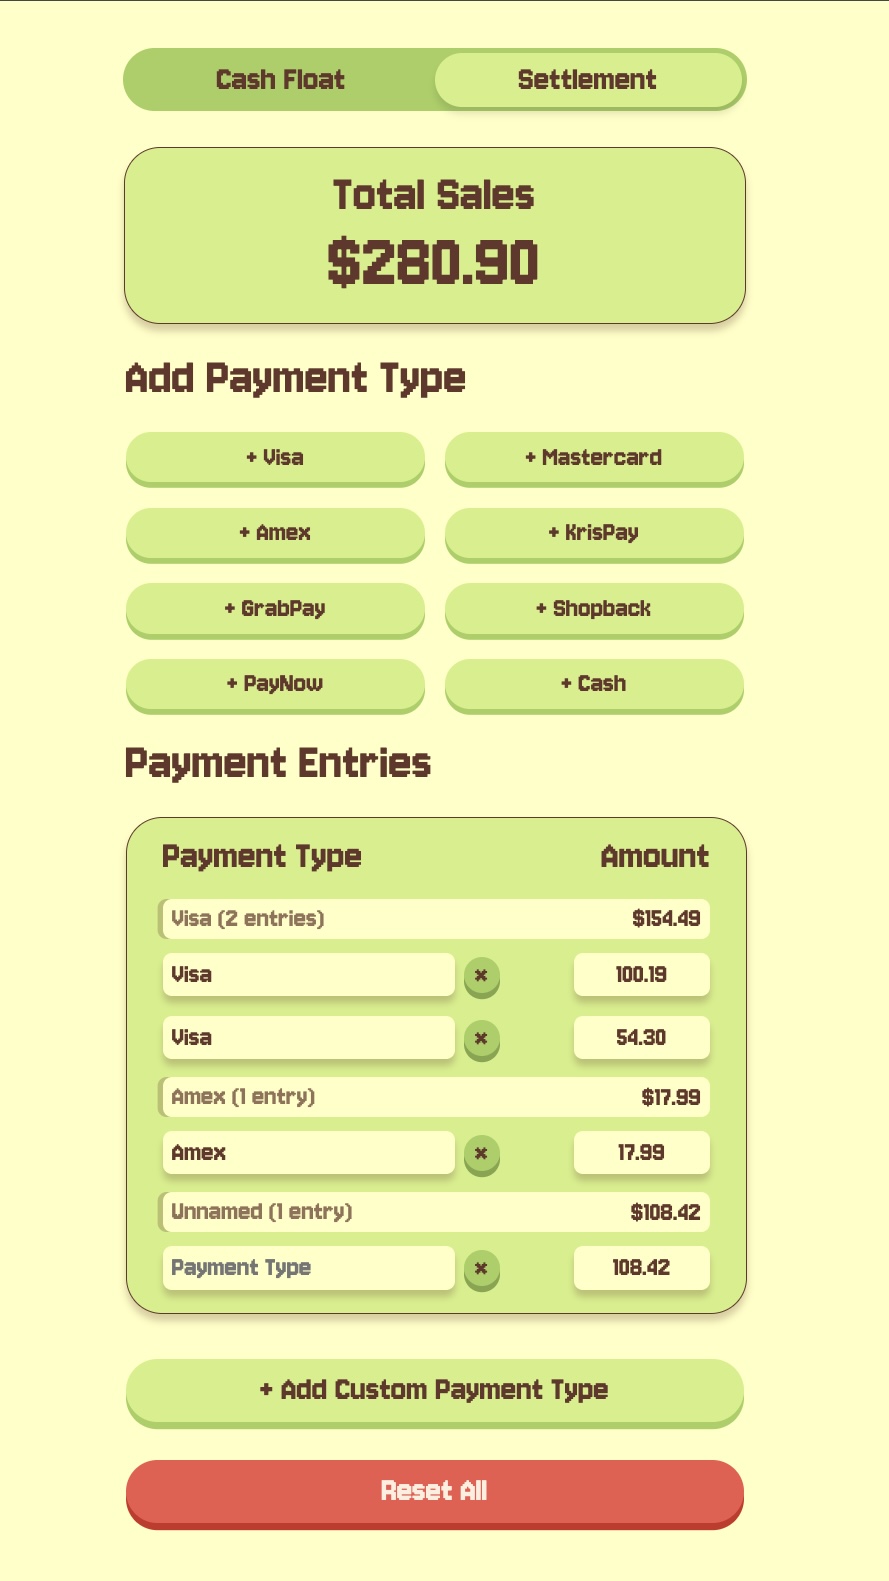 Cash Float
Settlement
Total Sales
$280.90
Add Payment Type
+ Visa
+ Mastercard
+ Amex
+ KrisPay
+ GrabPay
+ Shopback
+ PayNow
+ Cash
Payment Entries
Payment Type Amount
Visa (2 entries) $154.49
Visa × 100.19
Visa × 54.30
Amex (1 entry) $17.99
Amex × 17.99
Unnamed (1 entry) $108.42
Payment Type × 108.42
+ Add Custom Payment Type
Reset All